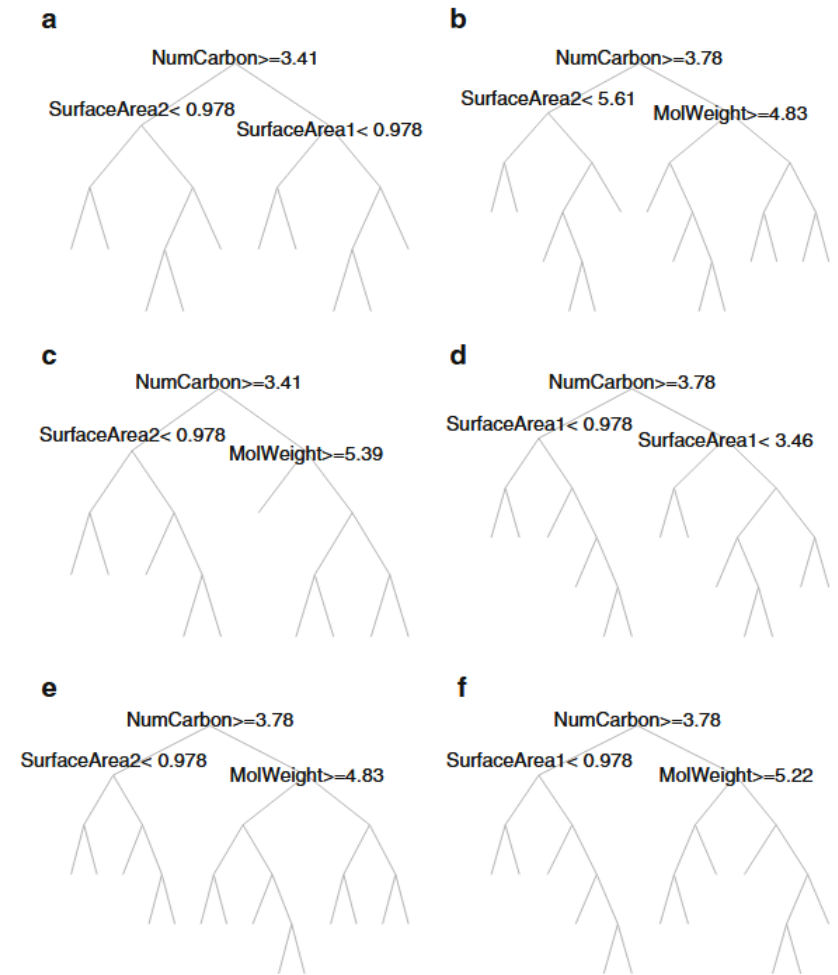 a
NumCarbon>=3.41
SurfaceArea2< 0.978
SurfaceArea1< 0.978
b
NumCarbon>=3.78
SurfaceArea2< 5.61
MolWeight>=4.83
c
NumCarbon>=3.41
SurfaceArea2< 0.978
MolWeight>=5.39
d
NumCarbon>=3.78
SurfaceArea1< 0.978
SurfaceArea1< 3.46
e
NumCarbon>=3.78
SurfaceArea2< 0.978
MolWeight>=4.83
f
NumCarbon>=3.78
SurfaceArea1< 0.978
MolWeight>=5.22